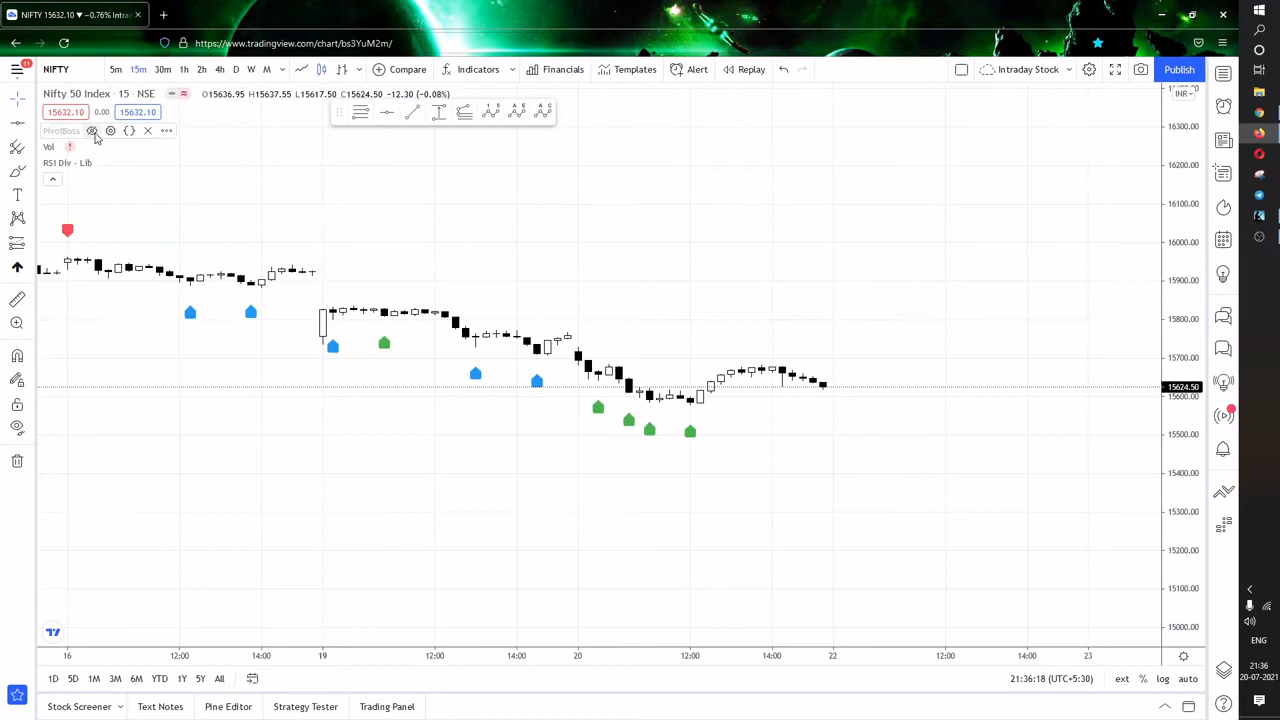 NIFTY 15632.10 ▼ −0.76% Intra
https://www.tradingview.com/chart/bs3YuM2m/
11
NIFTY 5m 15m 30m 1h 2h 4h D W M Compare Indicators Financials Templates Alert Replay Intraday Stock Publish
Nifty 50 Index · 15 · NSE O15636.95 H15637.55 L15617.50 C15624.50 −12.30 (−0.08%)
INR
15632.10 0.00 15632.10
PivotBoss
Vol
RSI Div - Lib
16300.00
16200.00
16100.00
16000.00
15900.00
15800.00
15700.00
15624.50
15600.00
15500.00
15400.00
15300.00
15200.00
15100.00
15000.00
16 12:00 14:00 19 12:00 14:00 20 12:00 14:00 22 12:00 14:00 23
1D 5D 1M 3M 6M YTD 1Y 5Y All 21:36:18 (UTC+5:30) ext % log auto
Stock Screener Text Notes Pine Editor Strategy Tester Trading Panel
ENG
21:36
20-07-2021